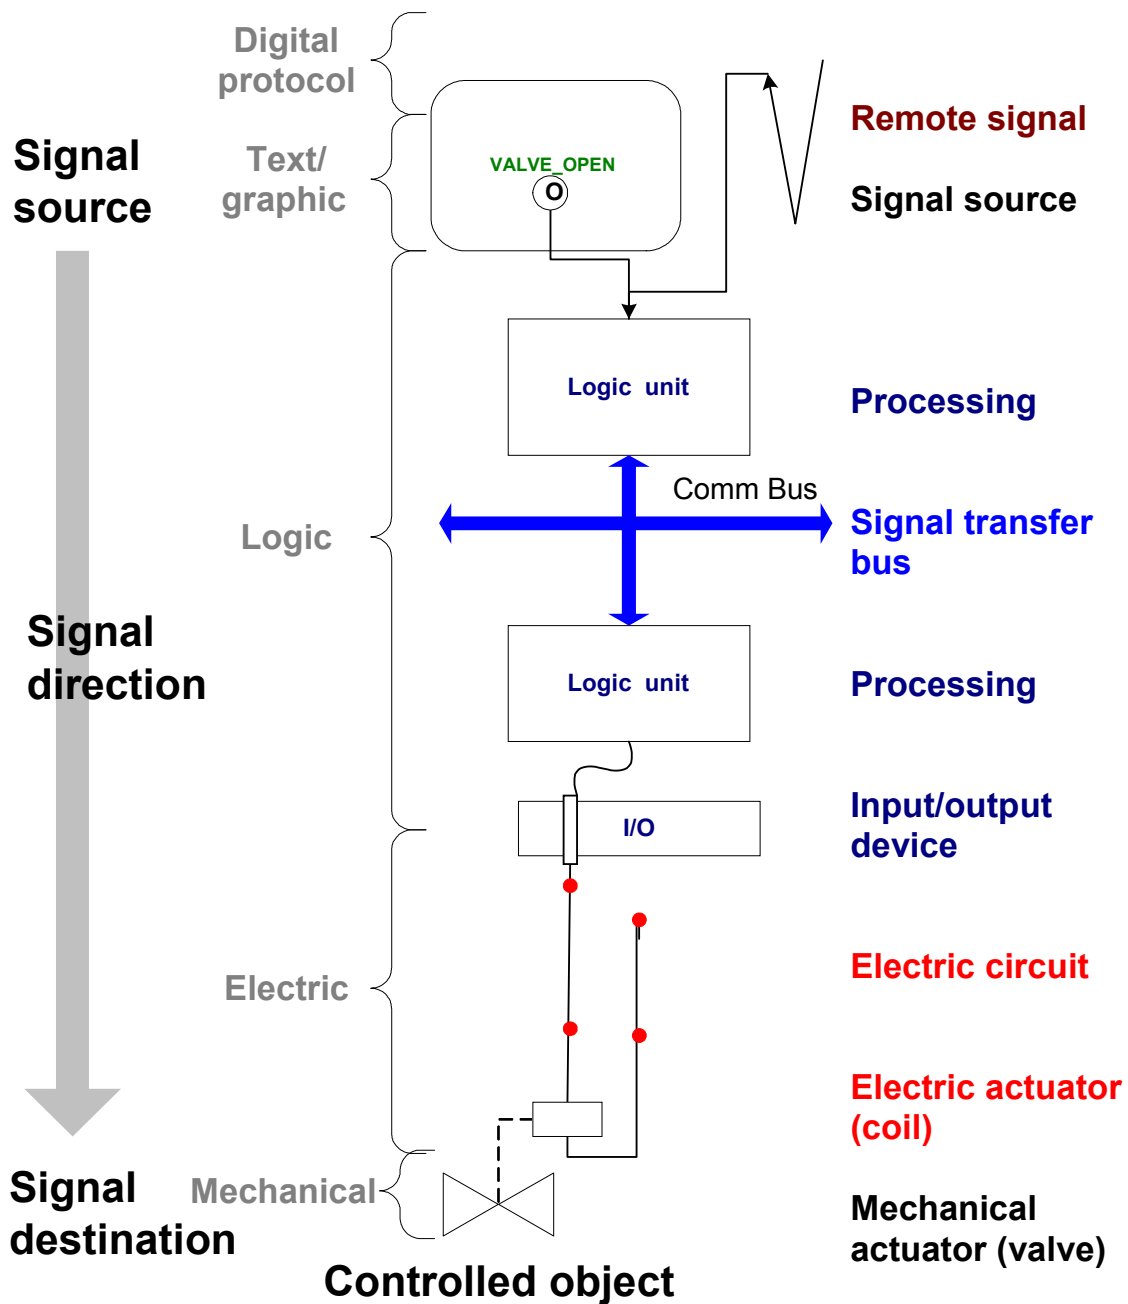 Digital
protocol
Remote signal
Signal
source
Text/
graphic
VALVE_OPEN
O
Signal source
Logic unit
Processing
Comm Bus
Logic
Signal transfer
bus
Signal
direction
Logic unit
Processing
I/O
Input/output
device
Electric
Electric circuit
Electric actuator
(coil)
Signal
destination
Mechanical
Mechanical
actuator (valve)
Controlled object